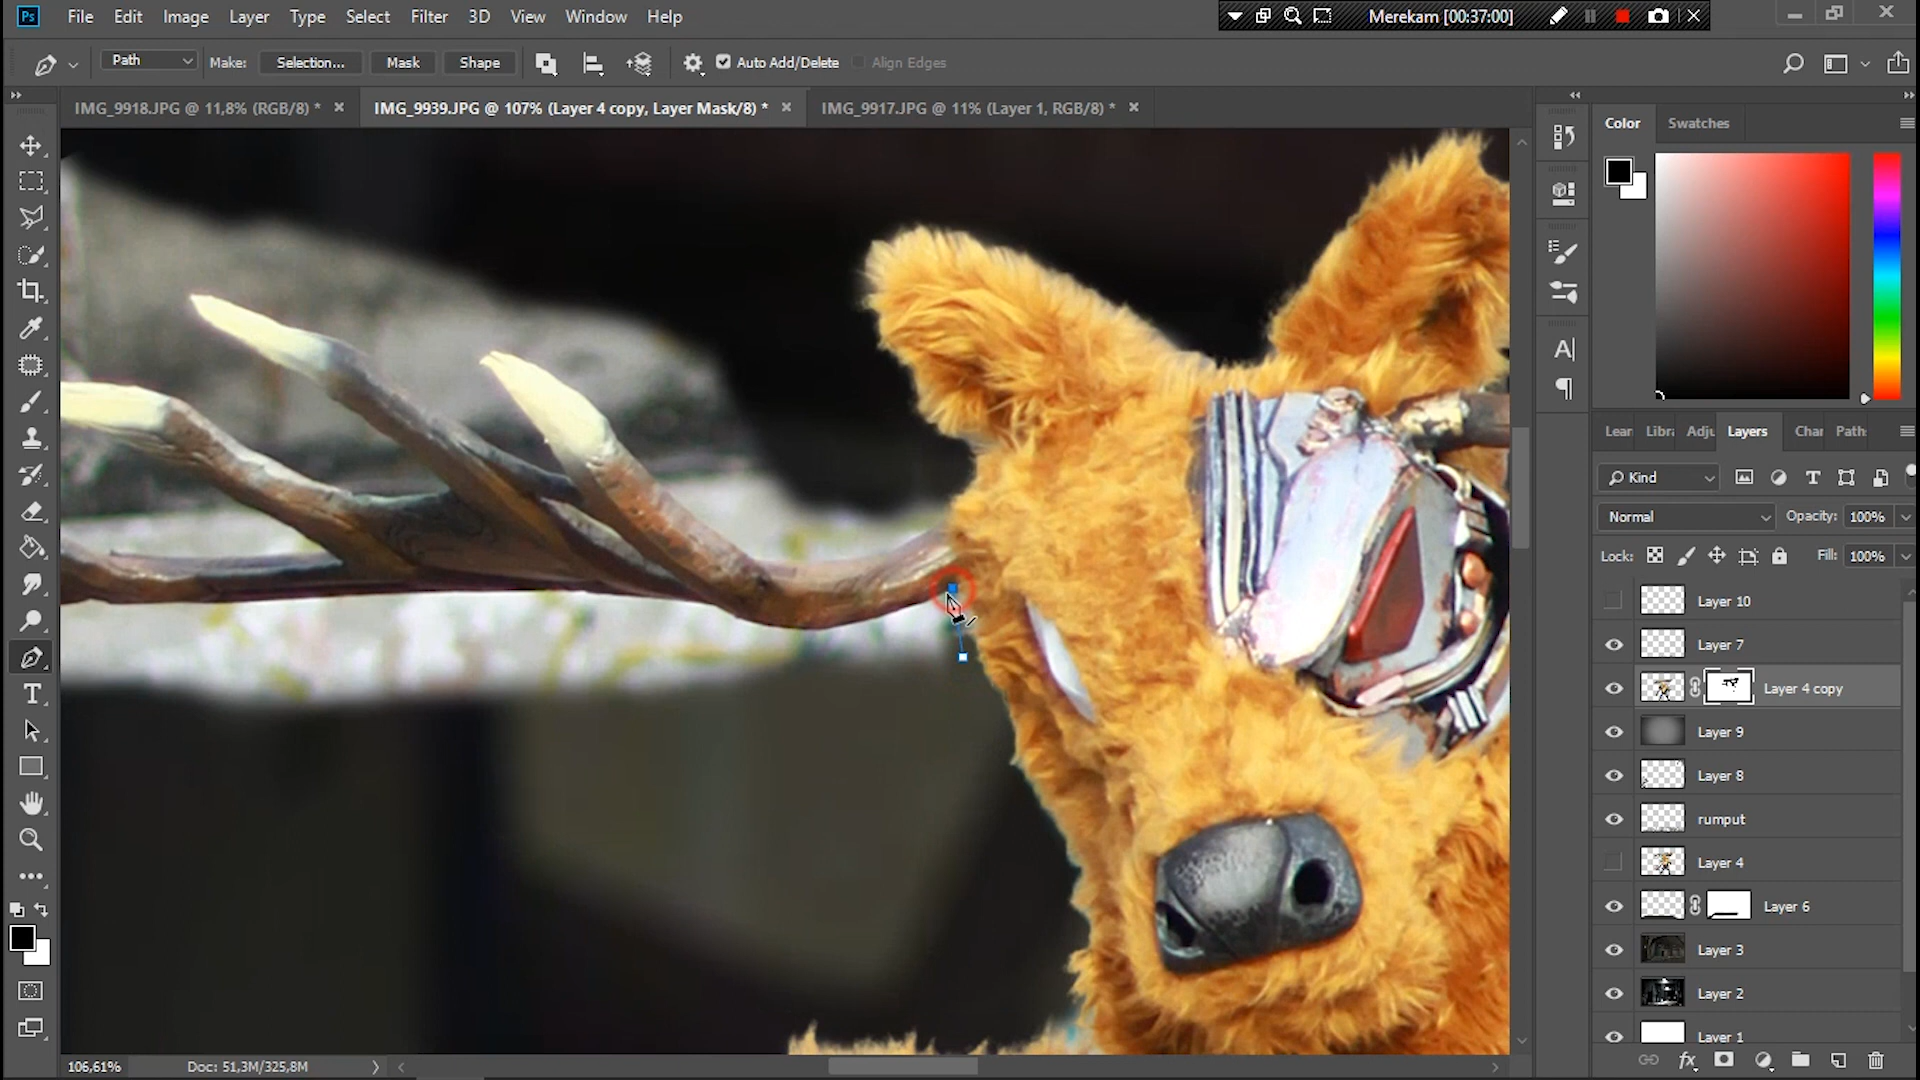 Ps File Edit Image Layer Type Select Filter 3D View Window Help
Merekam [00:37:00]
Path Make: Selection... Mask Shape Auto Add/Delete Align Edges
IMG_9918.JPG @ 11,8% (RGB/8) * IMG_9939.JPG @ 107% (Layer 4 copy, Layer Mask/8) * IMG_9917.JPG @ 11% (Layer 1, RGB/8) *
Color Swatches
Lear Libra Adju Layers Char Paths
Kind
Normal Opacity: 100%
Lock: Fill: 100%
Layer 10
Layer 7
Layer 4 copy
Layer 9
Layer 8
rumput
Layer 4
Layer 6
Layer 3
Layer 2
Layer 1
106,61% Doc: 51,3M/325,8M